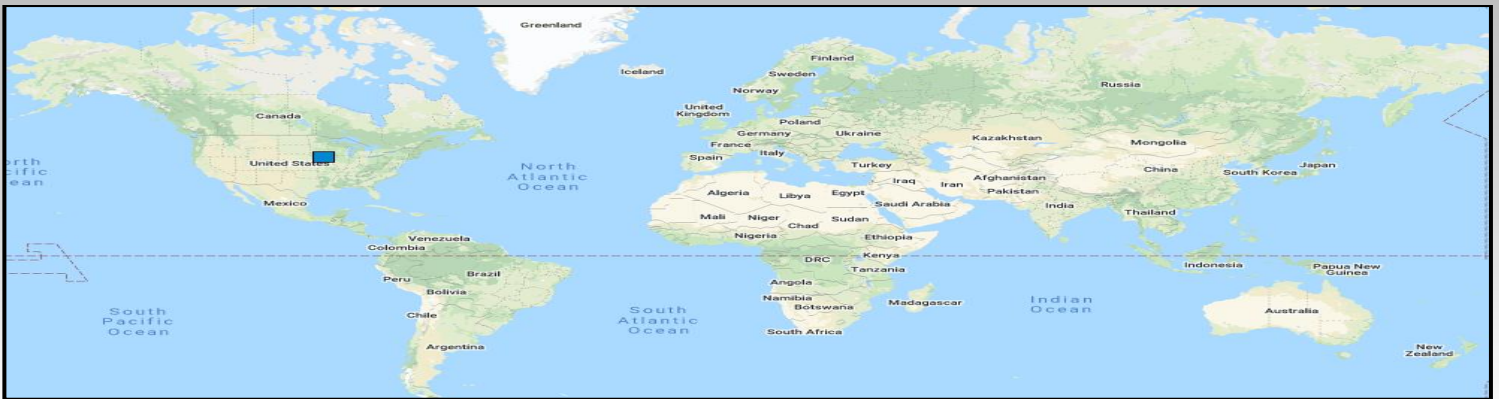 Greenland
Iceland
Finland
Sweden
Norway
Russia
United
Kingdom
Canada
Poland
Germany
Ukraine
France
Kazakhstan
Mongolia
Italy
Spain
United States
North
Atlantic
Ocean
orth
cific
ean
Turkey
Japan
China
South Korea
Iraq
Iran
Afghanistan
Pakistan
Algeria
Libya
Egypt
Mexico
Saudi Arabia
India
Thailand
Mali
Niger
Chad
Sudan
Nigeria
Ethiopia
Venezuela
Colombia
DRC
Kenya
Tanzania
Indonesia
Papua New
Guinea
Peru
Brazil
Bolivia
Angola
Namibia
Botswana
Madagascar
Indian
Ocean
South
Pacific
Ocean
Chile
South
Atlantic
Ocean
South Africa
Australia
Argentina
New
Zealand